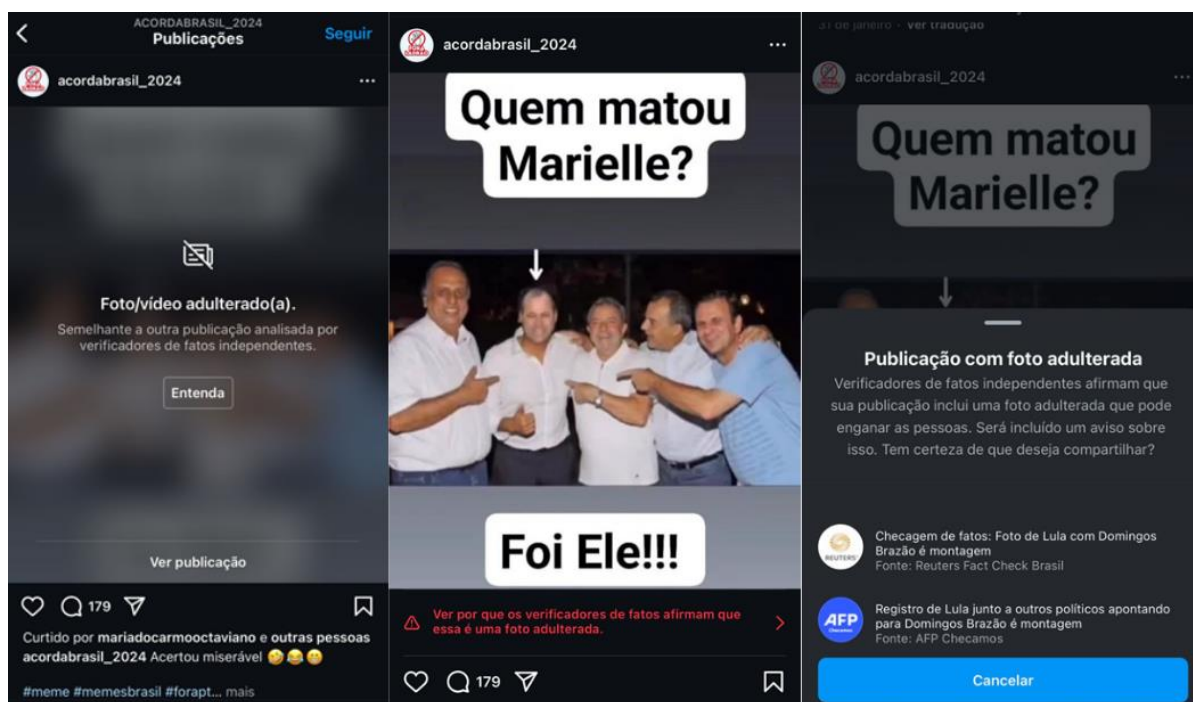 ACORDABRASIL_2024
Publicações
Seguir
acordabrasil_2024
Foto/vídeo adulterado(a).
Semelhante a outra publicação analisada por
verificadores de fatos independentes.
Entenda
Ver publicação
179
Curtido por mariadocarmooctaviano e outras pessoas
acordabrasil_2024 Acertou miserável
#meme #memesbrasil #forapt... mais
acordabrasil_2024
Quem matou
Marielle?
Foi Ele!!!
Ver por que os verificadores de fatos afirmam que
essa é uma foto adulterada.
179
31 de janeiro · Ver tradução
acordabrasil_2024
Quem matou
Marielle?
Publicação com foto adulterada
Verificadores de fatos independentes afirmam que
sua publicação inclui uma foto adulterada que pode
enganar as pessoas. Será incluído um aviso sobre
isso. Tem certeza de que deseja compartilhar?
REUTERS
Checagem de fatos: Foto de Lula com Domingos
Brazão é montagem
Fonte: Reuters Fact Check Brasil
AFP
Checamos
Registro de Lula junto a outros políticos apontando
para Domingos Brazão é montagem
Fonte: AFP Checamos
Cancelar